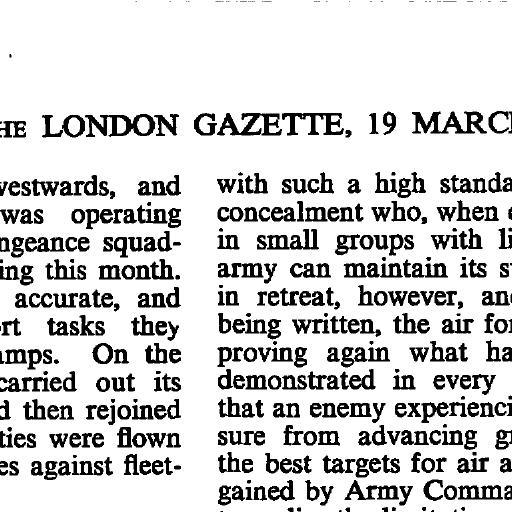 HE LONDON GAZETTE, 19 MARC
westwards, and
was operating
ngeance squad-
ing this month.
accurate, and
rt tasks they
amps. On the
carried out its
d then rejoined
ties were flown
es against fleet-
with such a high standa
concealment who, when
in small groups with li
army can maintain its s
in retreat, however, an
being written, the air for
proving again what ha
demonstrated in every
that an enemy experienci
sure from advancing g
the best targets for air a
gained by Army Comma